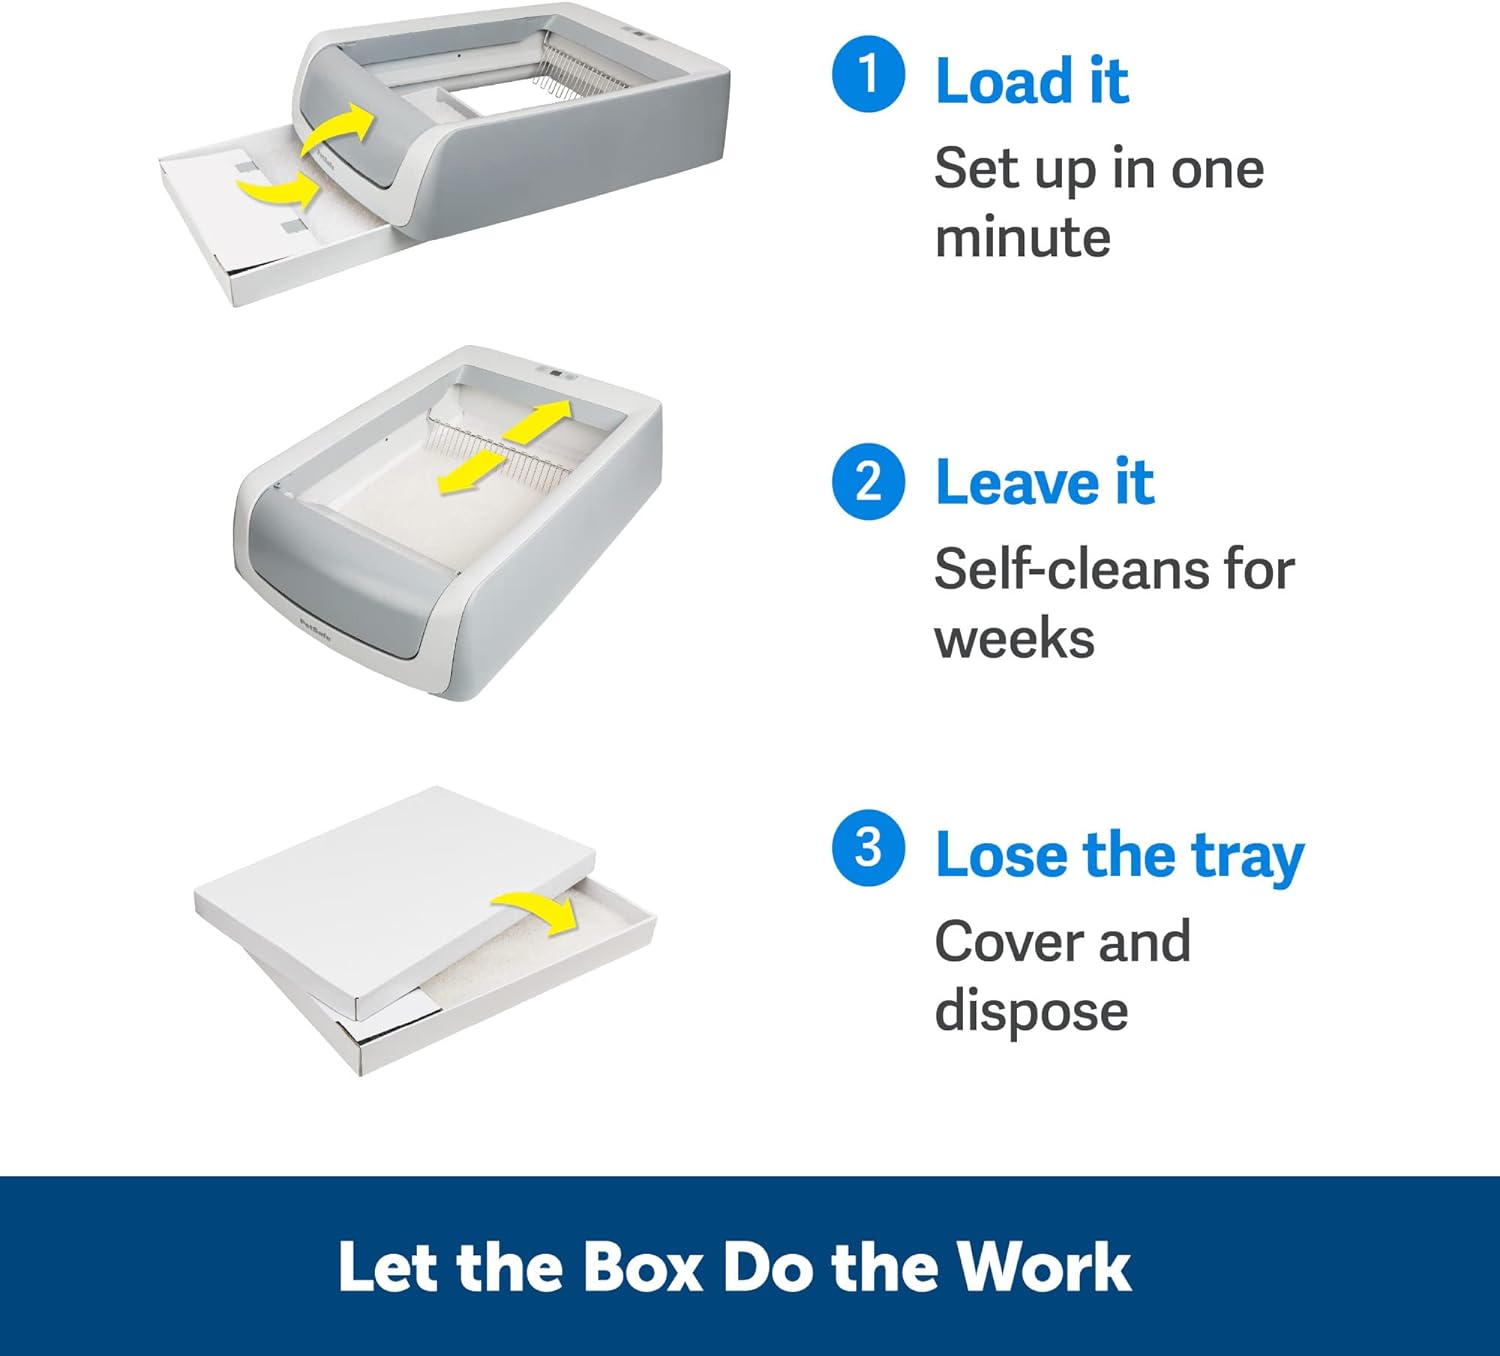 PetSafe
1 Load it
Set up in one
minute
2 Leave it
Self-cleans for
weeks
PetSafe
3 Lose the tray
Cover and
dispose
Let the Box Do the Work